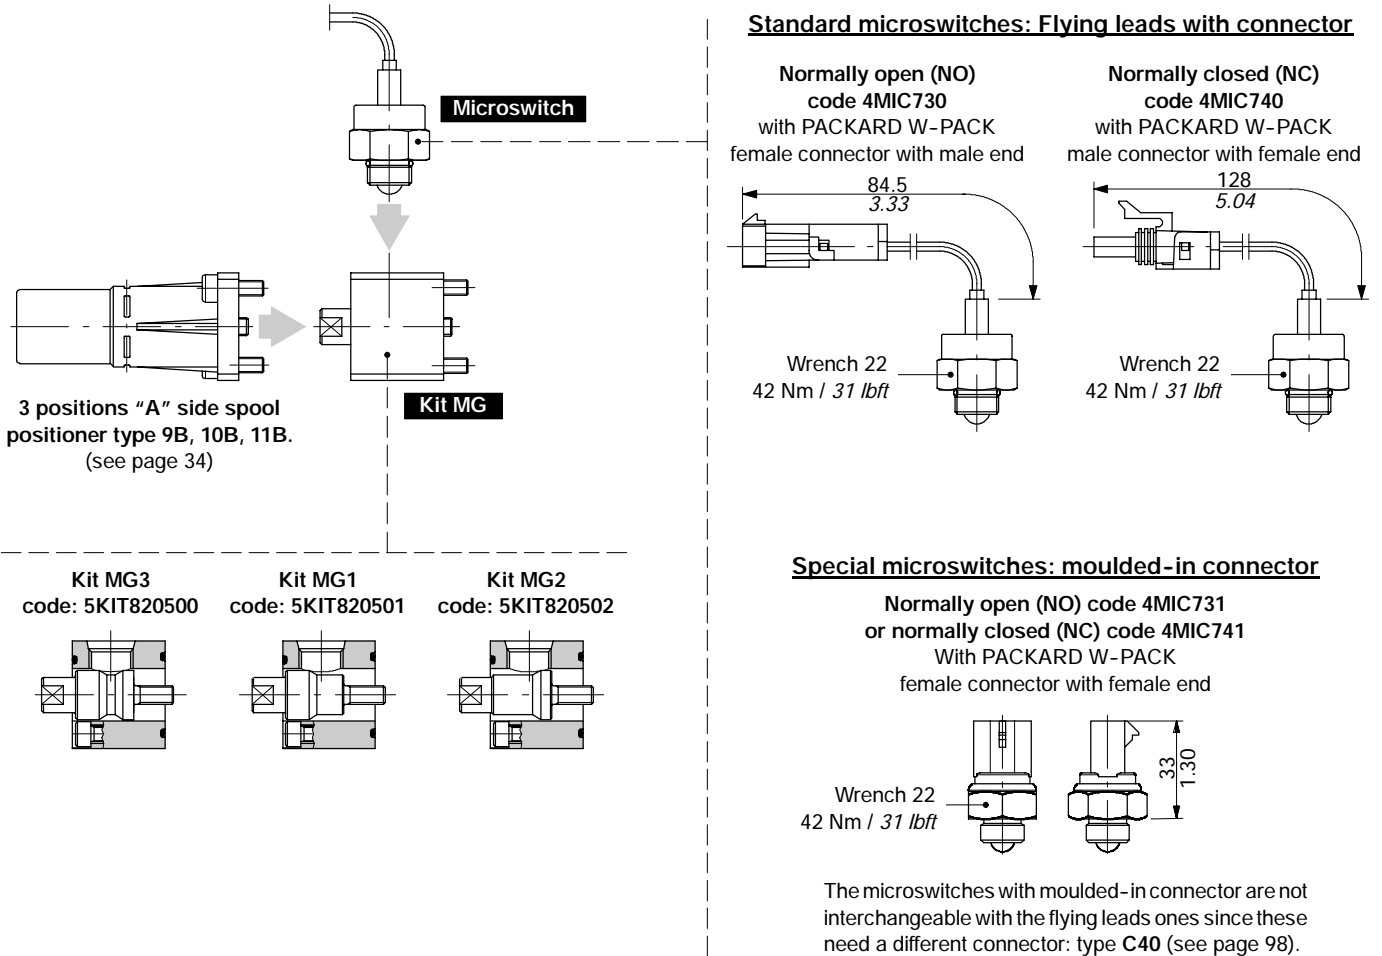 Microswitch
Kit MG
3 positions “A” side spool
positioner type 9B, 10B, 11B.
(see page 34)
Kit MG3
code: 5KIT820500
Kit MG1
code: 5KIT820501
Kit MG2
code: 5KIT820502
Standard microswitches: Flying leads with connector
Normally open (NO)
code 4MIC730
with PACKARD W-PACK
female connector with male end
84.5
3.33
Wrench 22
42 Nm / 31 lbft
Normally closed (NC)
code 4MIC740
with PACKARD W-PACK
male connector with female end
128
5.04
Wrench 22
42 Nm / 31 lbft
Special microswitches: moulded-in connector
Normally open (NO) code 4MIC731
or normally closed (NC) code 4MIC741
With PACKARD W-PACK
female connector with female end
33
1.30
Wrench 22
42 Nm / 31 lbft
The microswitches with moulded-in connector are not
interchangeable with the flying leads ones since these
need a different connector: type C40 (see page 98).